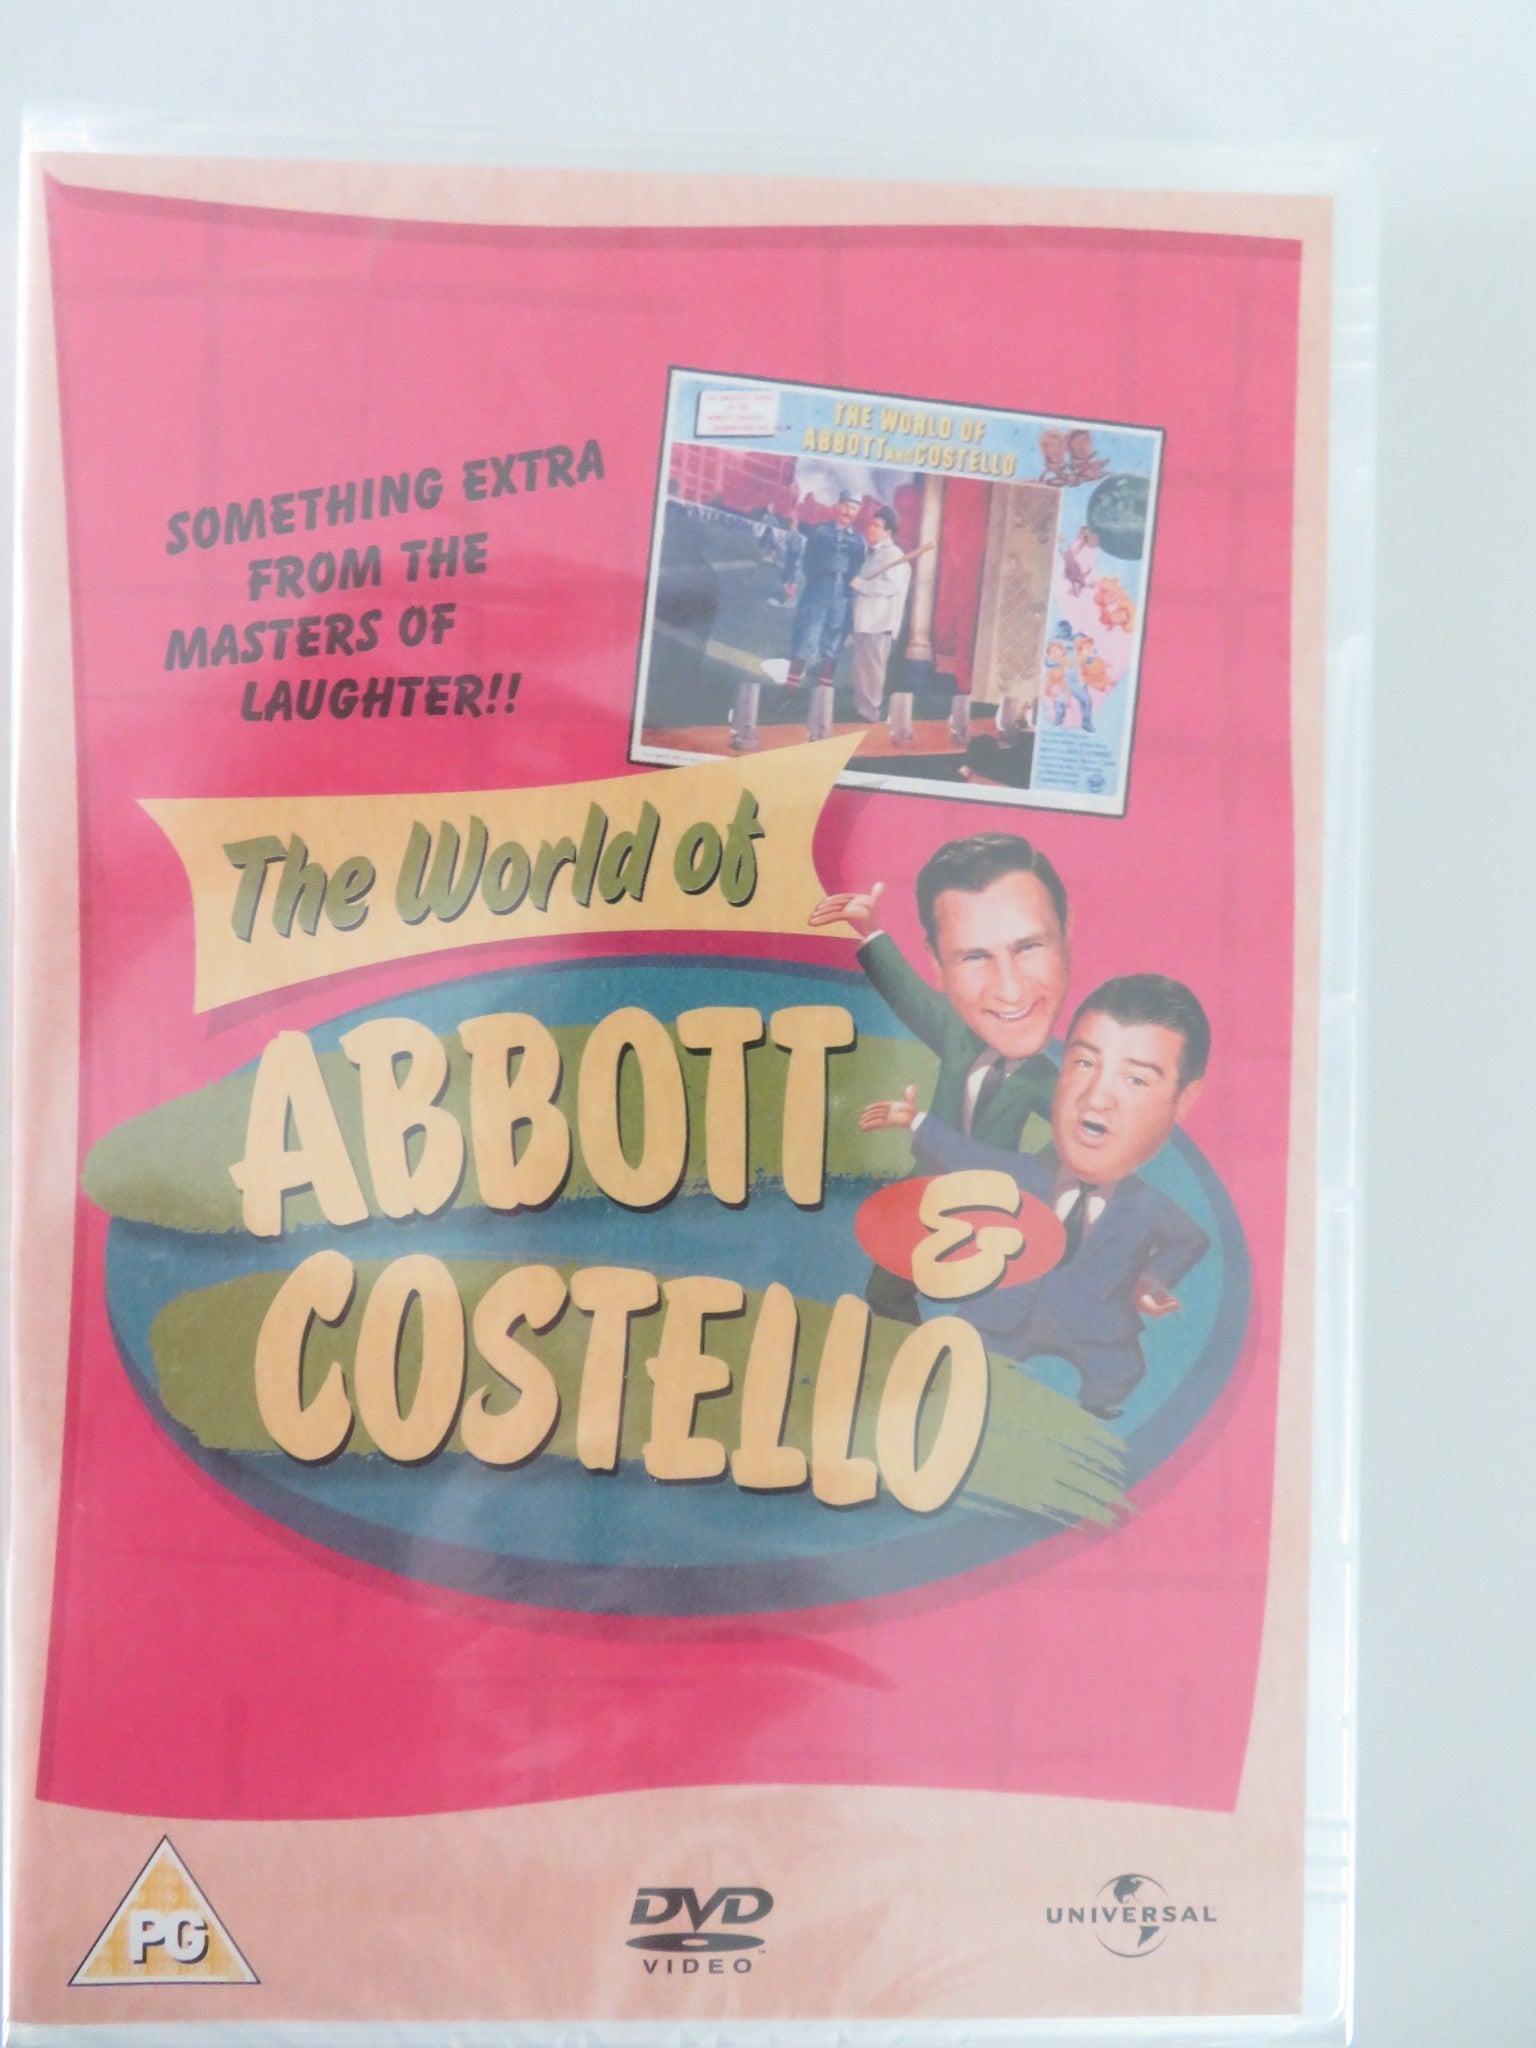 SOMETHING EXTRA
FROM THE
MASTERS OF
LAUGHTER!!
THE WORLD OF
ABBOTT AND COSTELLO
PATERSON
The World of
ABBOTT
&
COSTELLO
PG
DVD
VIDEO
UNIVERSAL